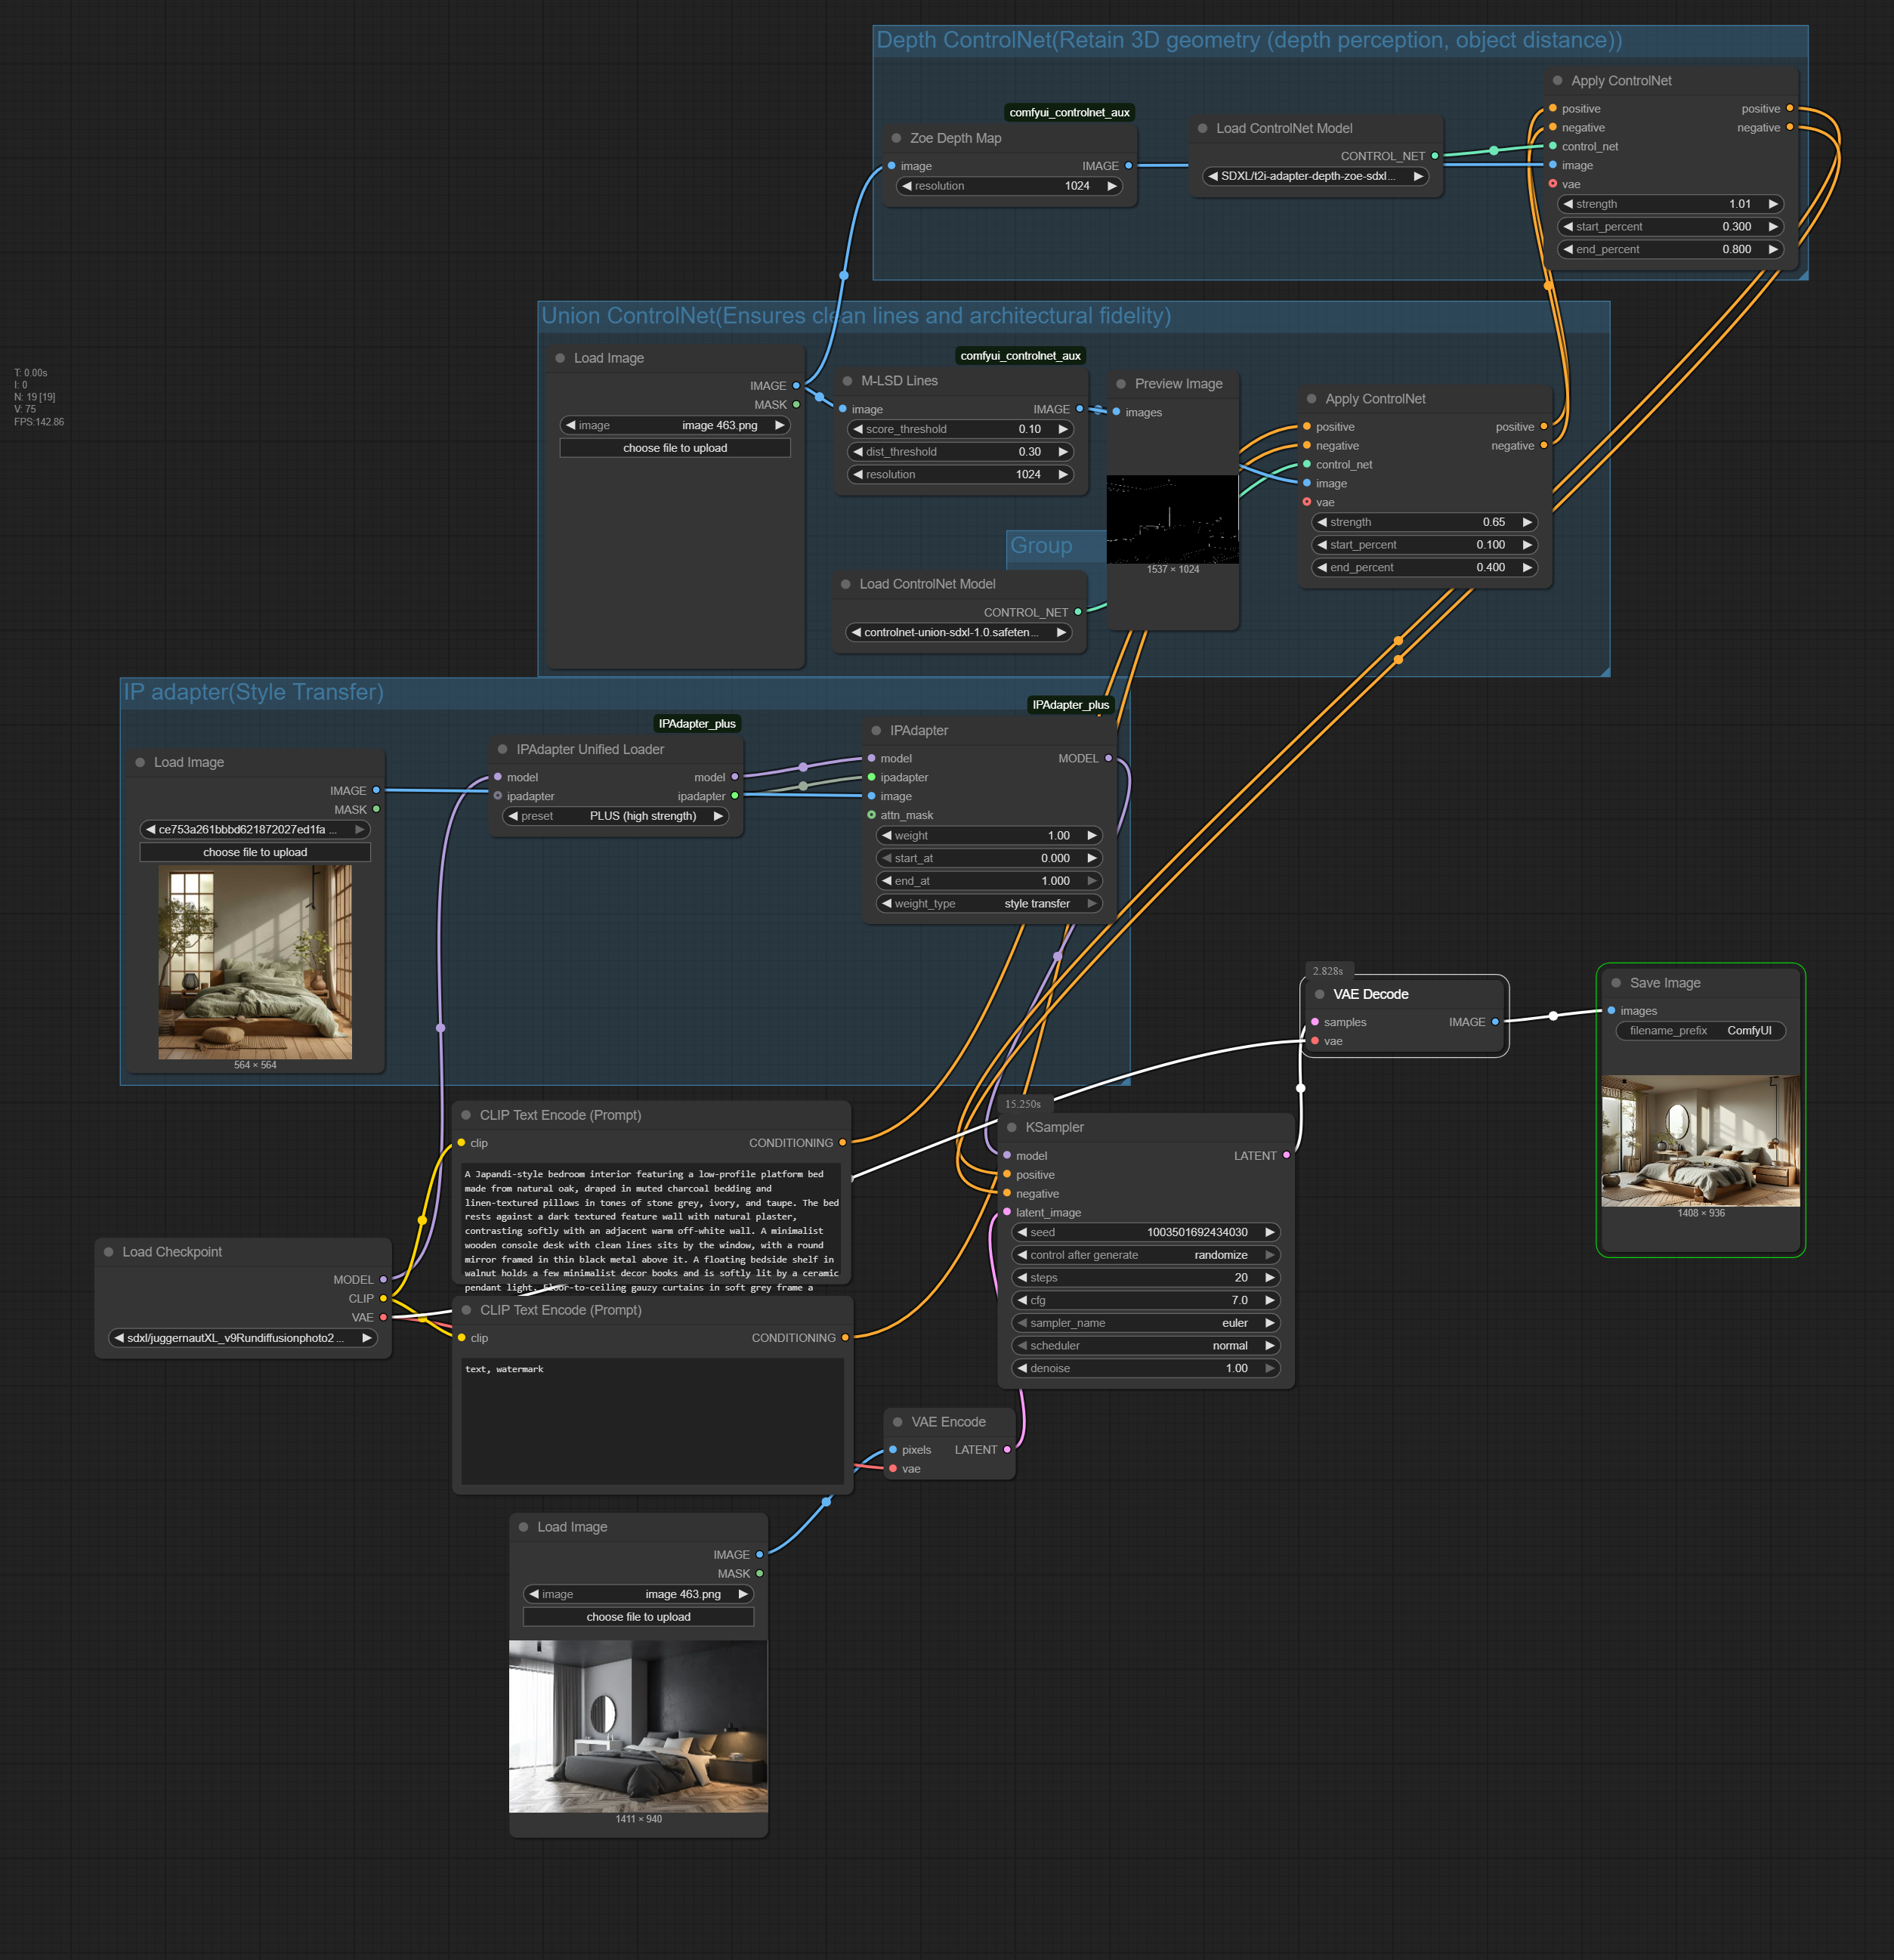 T: 0.00s
I: 0
N: 19 [19]
V: 75
FPS:142.86
Depth ControlNet(Retain 3D geometry (depth perception, object distance))
comfyui_controlnet_aux
Zoe Depth Map
image IMAGE
resolution 1024
Load ControlNet Model
CONTROL_NET
SDXL/t2i-adapter-depth-zoe-sdxl...
Apply ControlNet
positive positive
negative negative
control_net
image
vae
strength 1.01
start_percent 0.300
end_percent 0.800
Union ControlNet(Ensures clean lines and architectural fidelity)
Load Image
IMAGE
MASK
image image 463.png
choose file to upload
comfyui_controlnet_aux
M-LSD Lines
image IMAGE
score_threshold 0.10
dist_threshold 0.30
resolution 1024
Preview Image
images
1537 × 1024
Group
Load ControlNet Model
CONTROL_NET
controlnet-union-sdxl-1.0.safeten...
Apply ControlNet
positive positive
negative negative
control_net
image
vae
strength 0.65
start_percent 0.100
end_percent 0.400
IP adapter(Style Transfer)
Load Image
IMAGE
MASK
ce753a261bbbd621872027ed1fa ...
choose file to upload
564 × 564
IPAdapter_plus
IPAdapter Unified Loader
model model
ipadapter ipadapter
preset PLUS (high strength)
IPAdapter_plus
IPAdapter
model MODEL
ipadapter
image
attn_mask
weight 1.00
start_at 0.000
end_at 1.000
weight_type style transfer
2.828s
VAE Decode
samples IMAGE
vae
Save Image
images
filename_prefix ComfyUI
1408 × 936
CLIP Text Encode (Prompt)
clip CONDITIONING
A Japandi-style bedroom interior featuring a low-profile platform bed
made from natural oak, draped in muted charcoal bedding and
linen-textured pillows in tones of stone grey, ivory, and taupe. The bed
rests against a dark textured feature wall with natural plaster,
contrasting softly with an adjacent warm off-white wall. A minimalist
wooden console desk with clean lines sits by the window, with a round
mirror framed in thin black metal above it. A floating bedside shelf in
walnut holds a few minimalist decor books and is softly lit by a ceramic
pendant light. Floor-to-ceiling gauzy curtains in soft grey frame a
15.250s
KSampler
model LATENT
positive
negative
latent_image
seed 1003501692434030
control after generate randomize
steps 20
cfg 7.0
sampler_name euler
scheduler normal
denoise 1.00
Load Checkpoint
MODEL
CLIP
VAE
sdxl/juggernautXL_v9Rundiffusionphoto2 ...
CLIP Text Encode (Prompt)
clip CONDITIONING
text, watermark
VAE Encode
pixels LATENT
vae
Load Image
IMAGE
MASK
image image 463.png
choose file to upload
1411 × 940